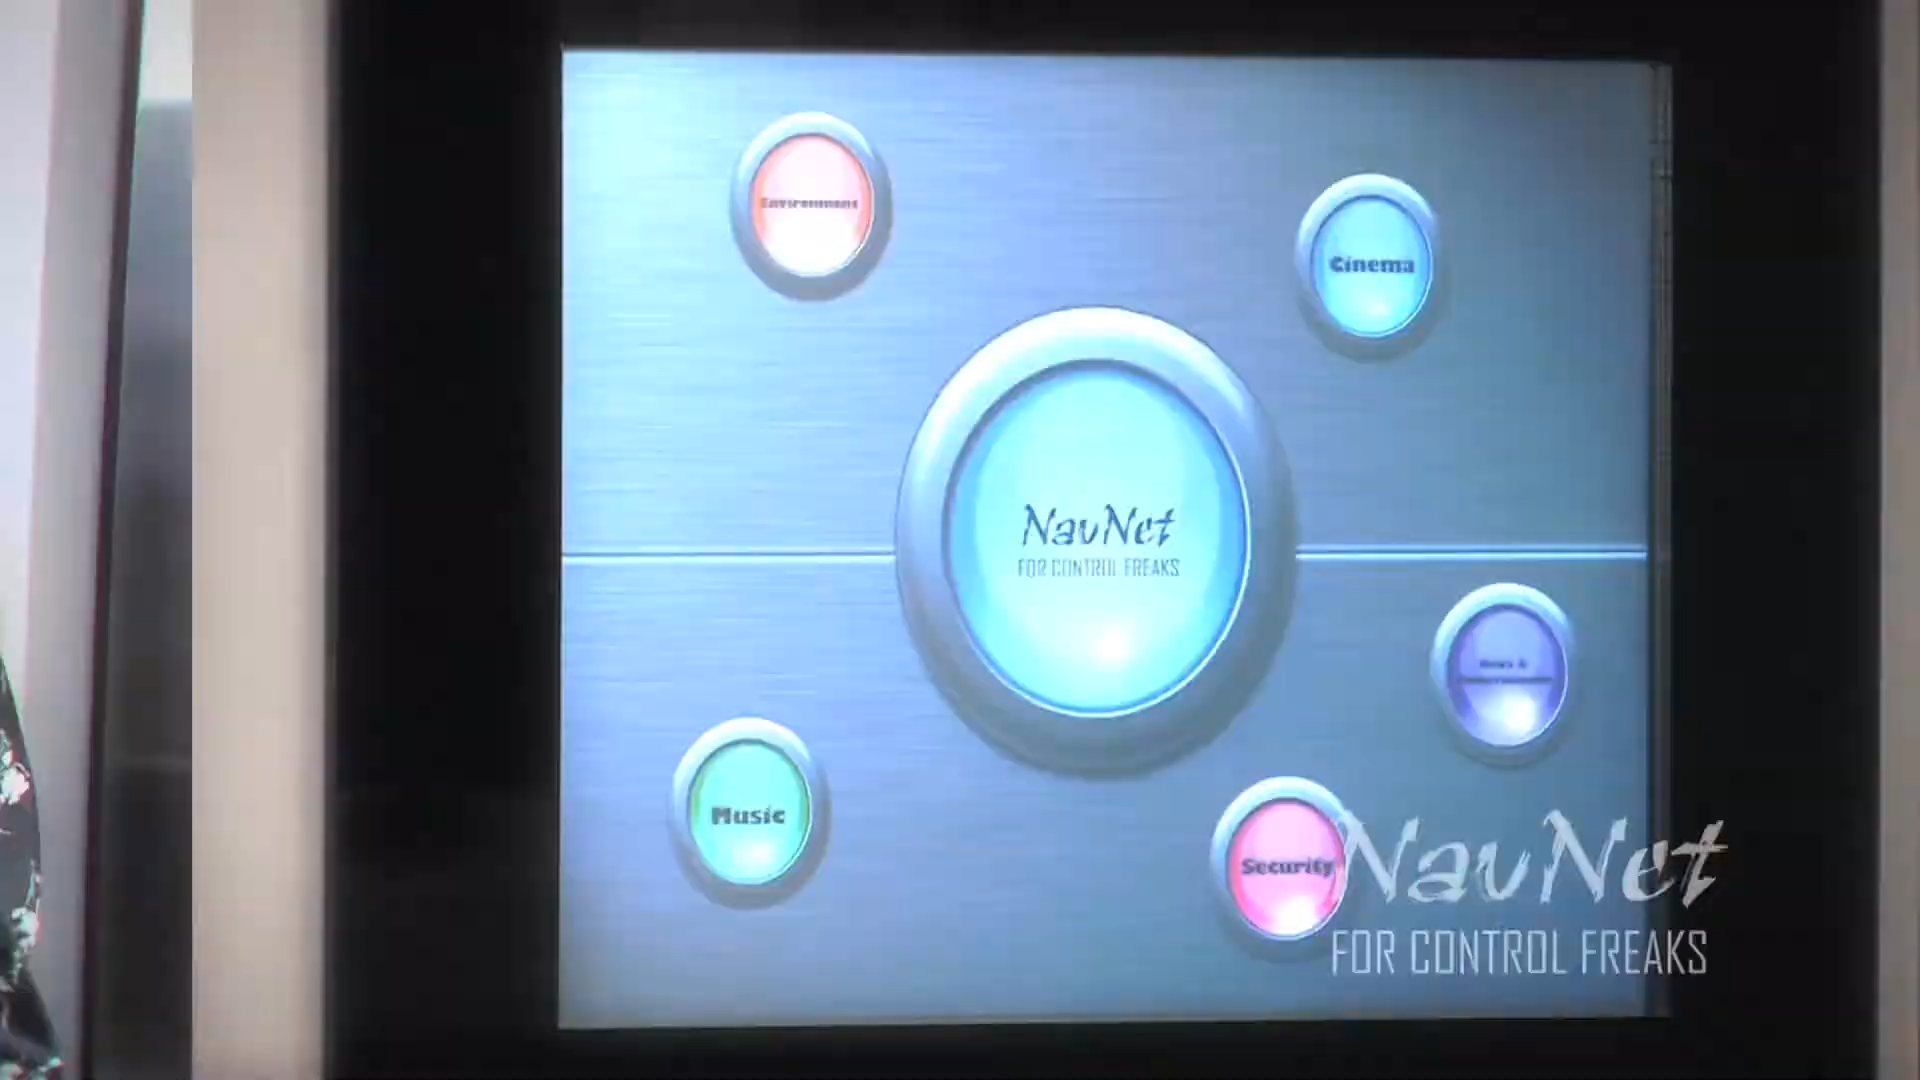 Environment
Cinema
NavNet
FOR CONTROL FREAKS
Music
Security
NavNet
FOR CONTROL FREAKS